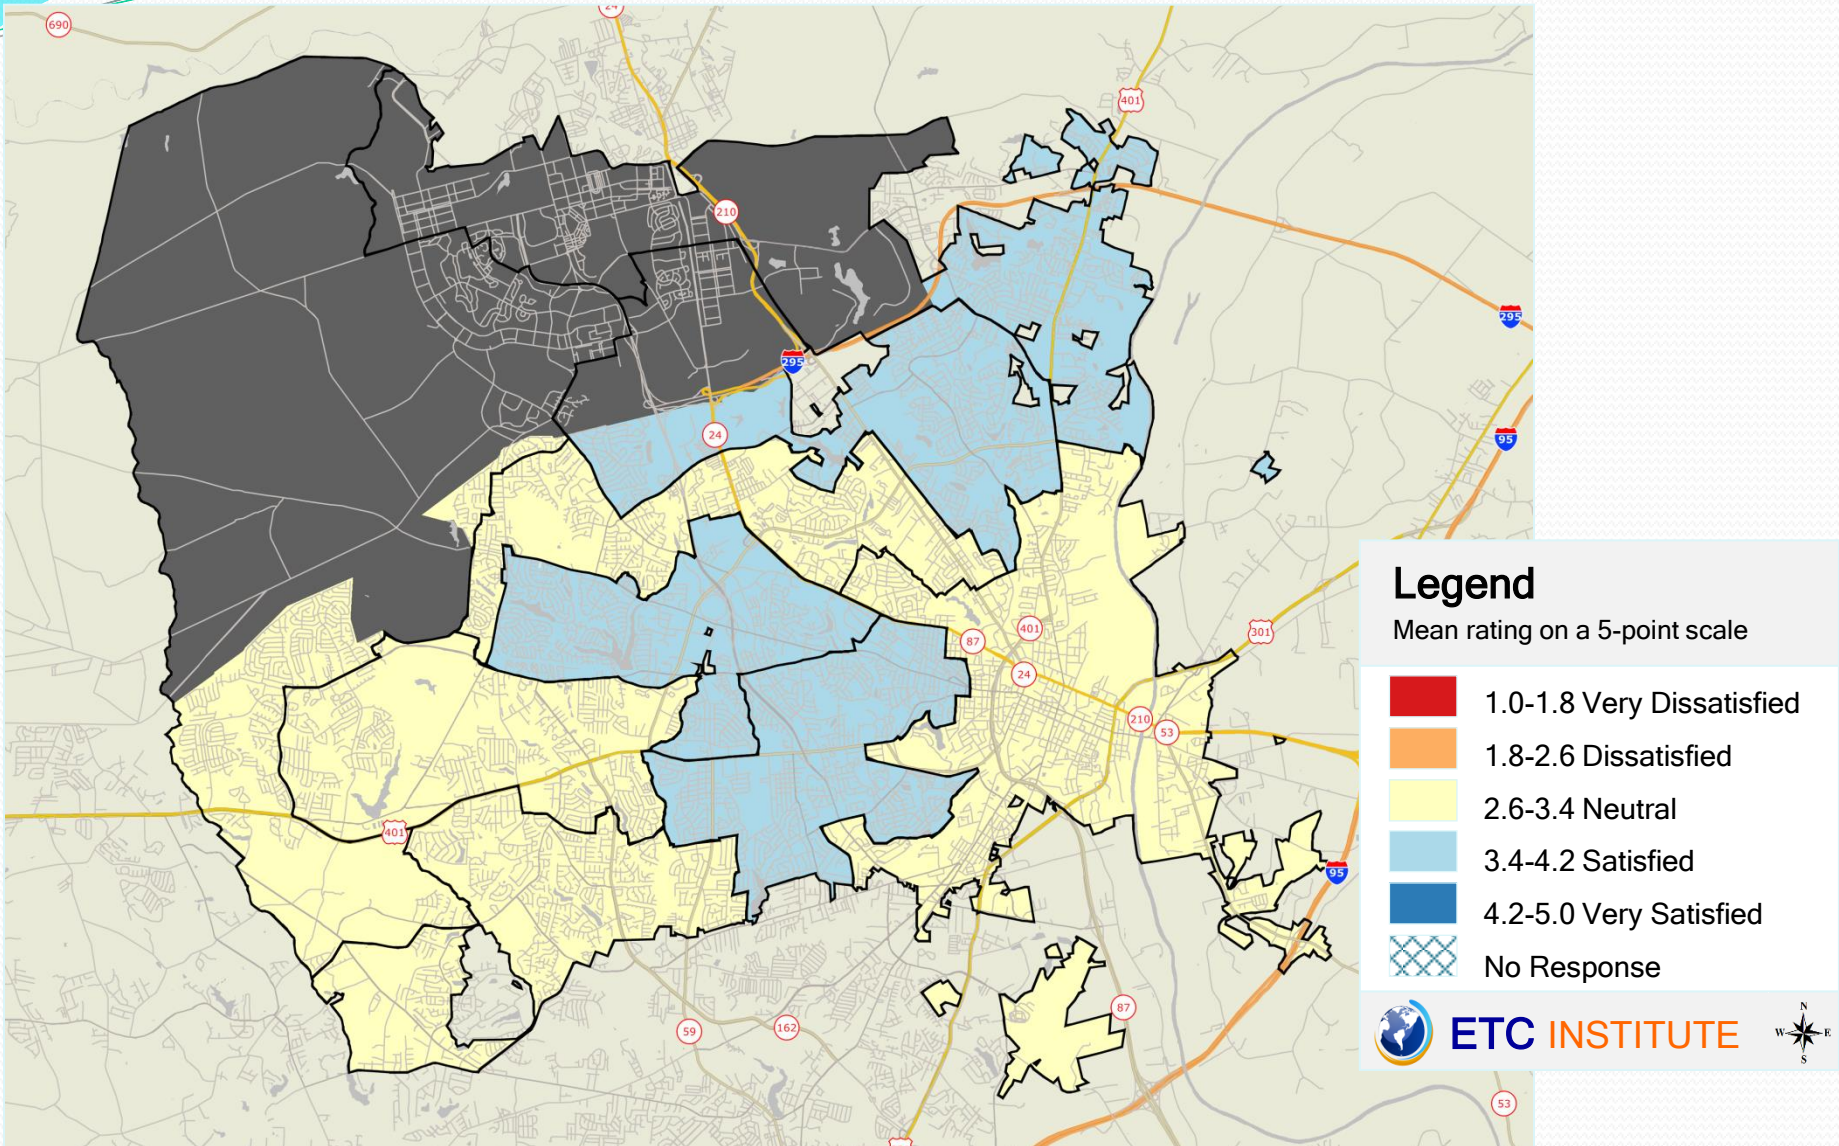 690
24
401
210
295
295
24
95
401
87
24
301
210
53
401
95
87
59
162
53
Legend
Mean rating on a 5-point scale
1.0-1.8 Very Dissatisfied
1.8-2.6 Dissatisfied
2.6-3.4 Neutral
3.4-4.2 Satisfied
4.2-5.0 Very Satisfied
No Response
ETC INSTITUTE
N
W E
S